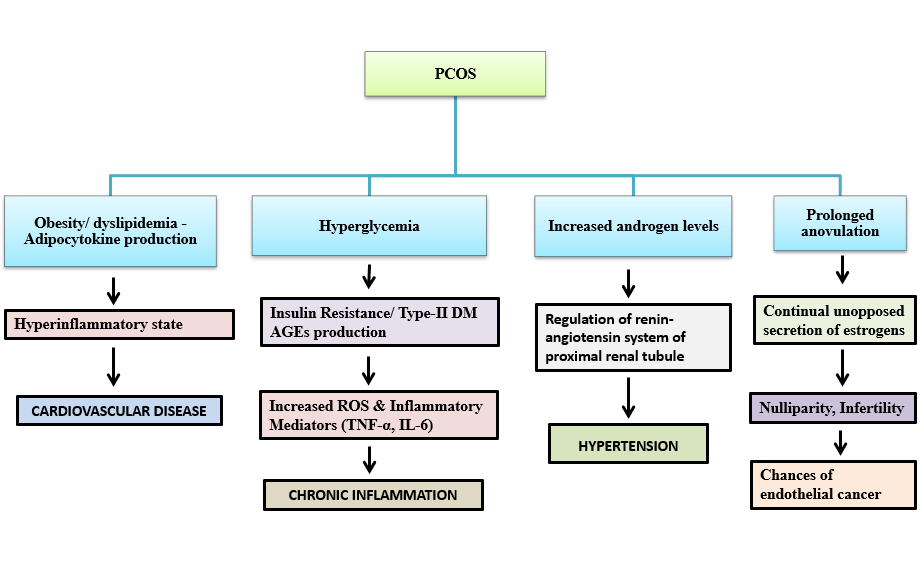 PCOS
Obesity/ dyslipidemia -
Adipocytokine production
Hyperinflammatory state
CARDIOVASCULAR DISEASE
Hyperglycemia
Insulin Resistance/ Type-II DM
AGEs production
Increased ROS & Inflammatory
Mediators (TNF-α, IL-6)
CHRONIC INFLAMMATION
Increased androgen levels
Regulation of renin-
angiotensin system of
proximal renal tubule
HYPERTENSION
Prolonged
anovulation
Continual unopposed
secretion of estrogens
Nulliparity, Infertility
Chances of
endothelial cancer